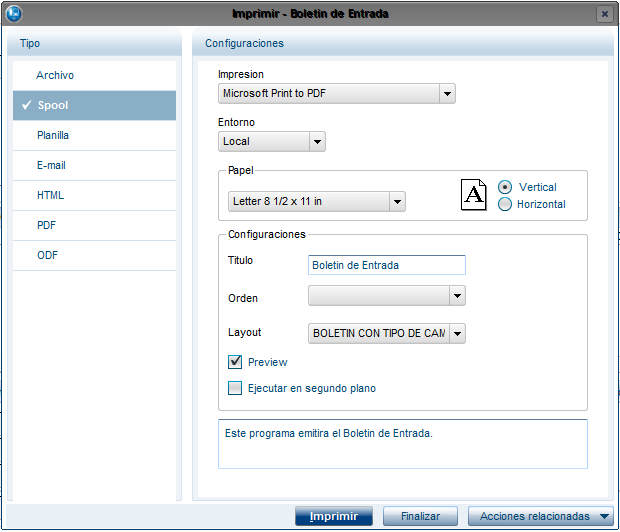 Imprimir - Boletin de Entrada
Tipo
Archivo
Spool
Planilla
E-mail
HTML
PDF
ODF
Configuraciones
Impresion
Microsoft Print to PDF
Entorno
Local
Papel
Letter 8 1/2 x 11 in
A
Vertical
Horizontal
Configuraciones
Titulo
Boletin de Entrada
Orden
Layout
BOLETIN CON TIPO DE CAM
Preview
Ejecutar en segundo plano
Este programa emitira el Boletin de Entrada.
Imprimir
Finalizar
Acciones relacionadas